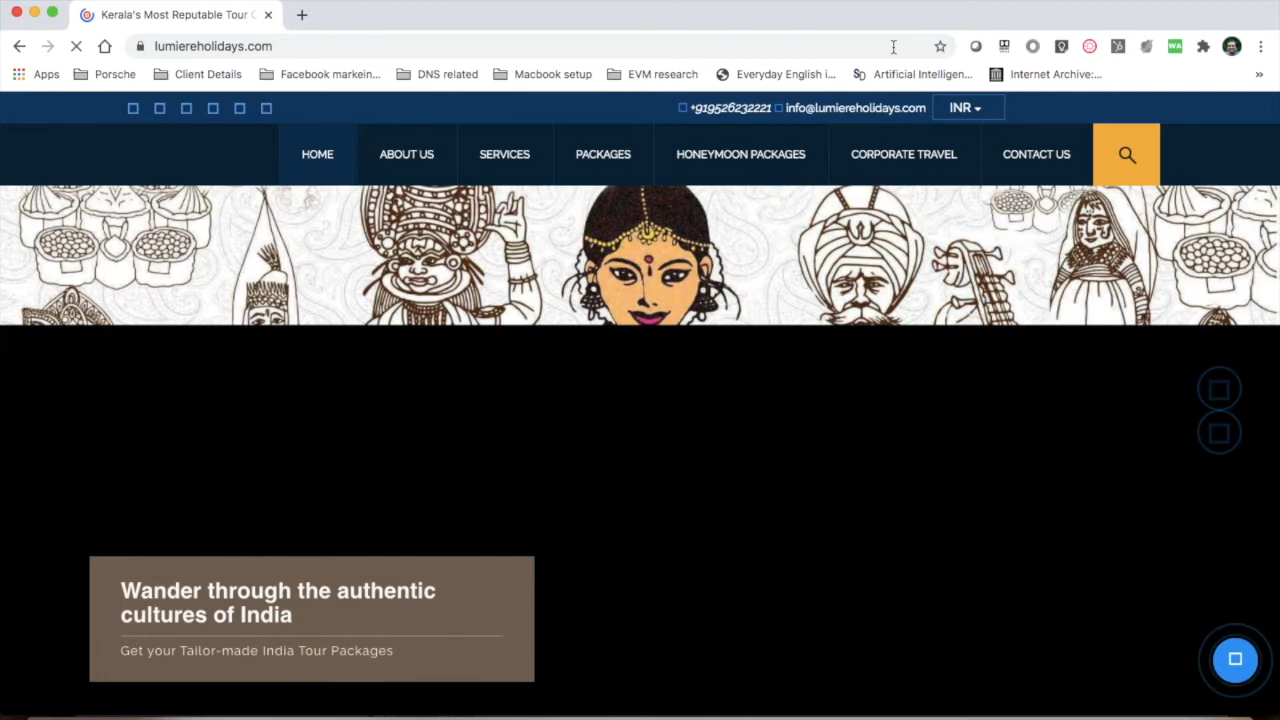 Kerala's Most Reputable Tour
lumiereholidays.com
Apps Porsche Client Details Facebook markein... DNS related Macbook setup EVM research Everyday English i... Artificial Intelligen... Internet Archive:... »
+919526232221 info@lumiereholidays.com INR
HOME ABOUT US SERVICES PACKAGES HONEYMOON PACKAGES CORPORATE TRAVEL CONTACT US
Wander through the authentic
cultures of India
Get your Tailor-made India Tour Packages